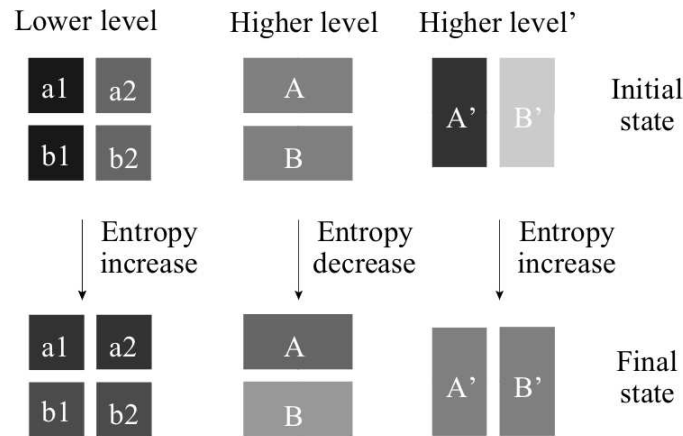 Lower level Higher level Higher level’
a1 a2 A A’ B’ Initial
state
b1 b2 B
Entropy
increase
Entropy
decrease
Entropy
increase
a1 a2 A A’ B’ Final
state
b1 b2 B